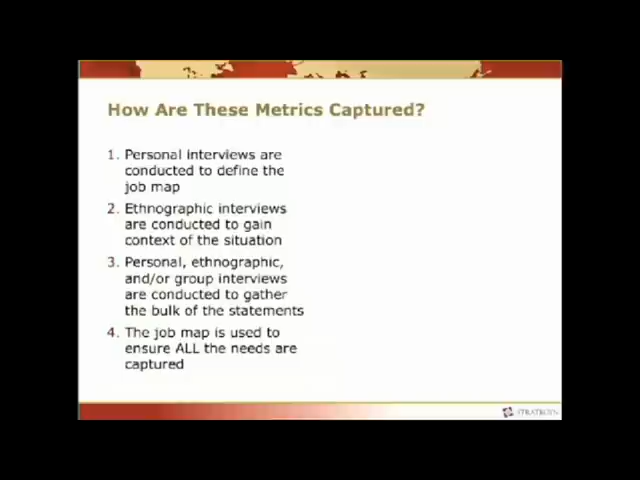 How Are These Metrics Captured?
1. Personal interviews are
conducted to define the
job map
2. Ethnographic interviews
are conducted to gain
context of the situation
3. Personal, ethnographic,
and/or group interviews
are conducted to gather
the bulk of the statements
4. The job map is used to
ensure ALL the needs are
captured
STRATEGYN